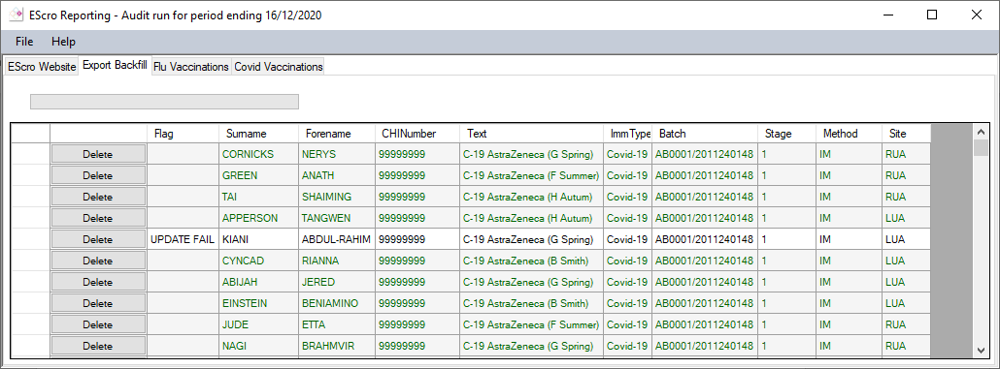 EScro Reporting - Audit run for period ending 16/12/2020
File Help
EScro Website Export Backfill Flu Vaccinations Covid Vaccinations
Flag Surname Forename CHINumber Text ImmType Batch Stage Method Site
Delete CORNICKS NERYS 99999999 C-19 AstraZeneca (G Spring) Covid-19 AB0001/2011240148 1 IM RUA
Delete GREEN ANATH 99999999 C-19 AstraZeneca (F Summer) Covid-19 AB0001/2011240148 1 IM RUA
Delete TAI SHAIMING 99999999 C-19 AstraZeneca (H Autum) Covid-19 AB0001/2011240148 1 IM RUA
Delete APPERSON TANGWEN 99999999 C-19 AstraZeneca (H Autum) Covid-19 AB0001/2011240148 1 IM LUA
Delete UPDATE FAIL KIANI ABDUL-RAHIM 99999999 C-19 AstraZeneca (G Spring) Covid-19 AB0001/2011240148 1 IM LUA
Delete CYNCAD RIANNA 99999999 C-19 AstraZeneca (B Smith) Covid-19 AB0001/2011240148 1 IM LUA
Delete ABIJAH JERED 99999999 C-19 AstraZeneca (G Spring) Covid-19 AB0001/2011240148 1 IM LUA
Delete EINSTEIN BENIAMINO 99999999 C-19 AstraZeneca (B Smith) Covid-19 AB0001/2011240148 1 IM LUA
Delete JUDE ETTA 99999999 C-19 AstraZeneca (F Summer) Covid-19 AB0001/2011240148 1 IM RUA
Delete NAGI BRAHMVIR 99999999 C-19 AstraZeneca (G Spring) Covid-19 AB0001/2011240148 1 IM RUA